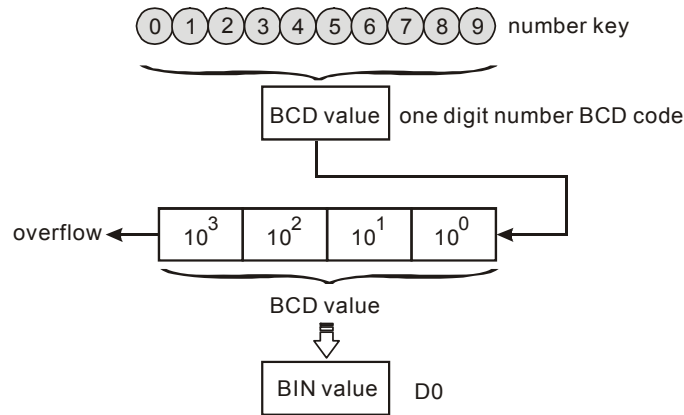 0 1 2 3 4 5 6 7 8 9 number key
BCD value one digit number BCD code
overflow 10³ 10² 10¹ 10⁰
BCD value
BIN value D0